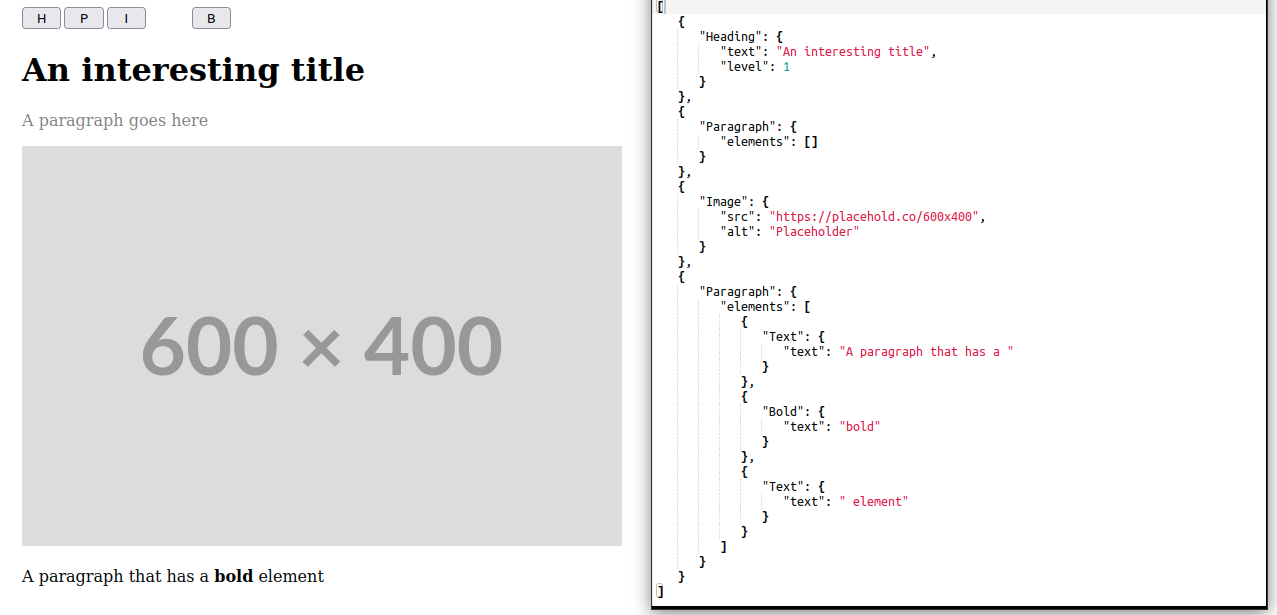 H P I B
An interesting title
A paragraph goes here
600 × 400
A paragraph that has a bold element
[
{
"Heading": {
"text": "An interesting title",
"level": 1
}
},
{
"Paragraph": {
"elements": []
}
},
{
"Image": {
"src": "https://placehold.co/600x400",
"alt": "Placeholder"
}
},
{
"Paragraph": {
"elements": [
{
"Text": {
"text": "A paragraph that has a "
}
},
{
"Bold": {
"text": "bold"
}
},
{
"Text": {
"text": " element"
}
}
]
}
}
]